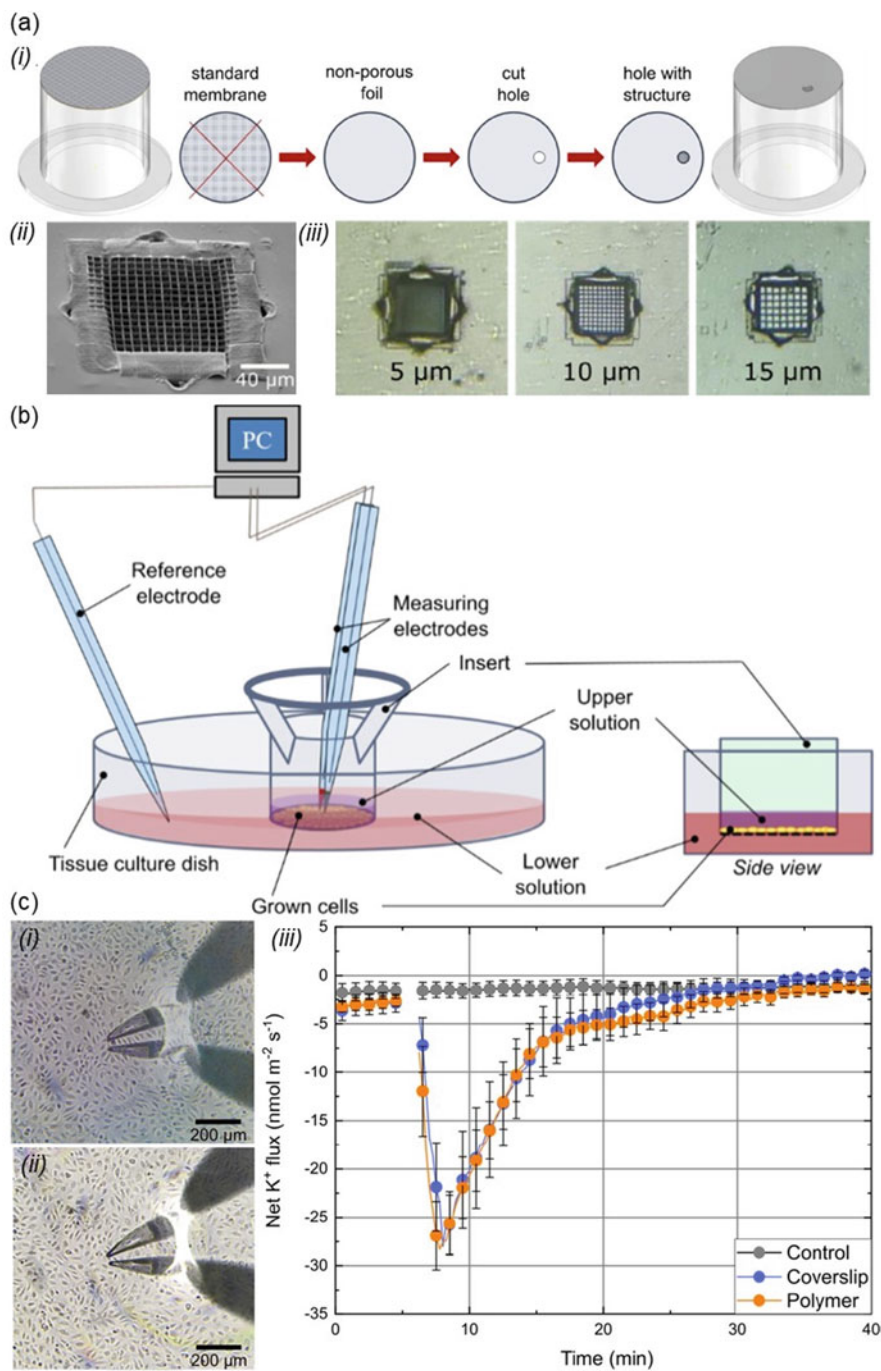 (a)
(i)
standard
membrane
non-porous
foil
cut
hole
hole with
structure
(ii)
40 µm
(iii)
5 µm
10 µm
15 µm
(b)
PC
Reference
electrode
Measuring
electrodes
Insert
Upper
solution
Tissue culture dish
Lower
solution
Grown cells
Side view
(c)
(i)
200 µm
(ii)
200 µm
(iii)
Net K⁺ flux (nmol m⁻² s⁻¹)
5
0
-5
-10
-15
-20
-25
-30
-35
Control
Coverslip
Polymer
0
10
20
30
40
Time (min)